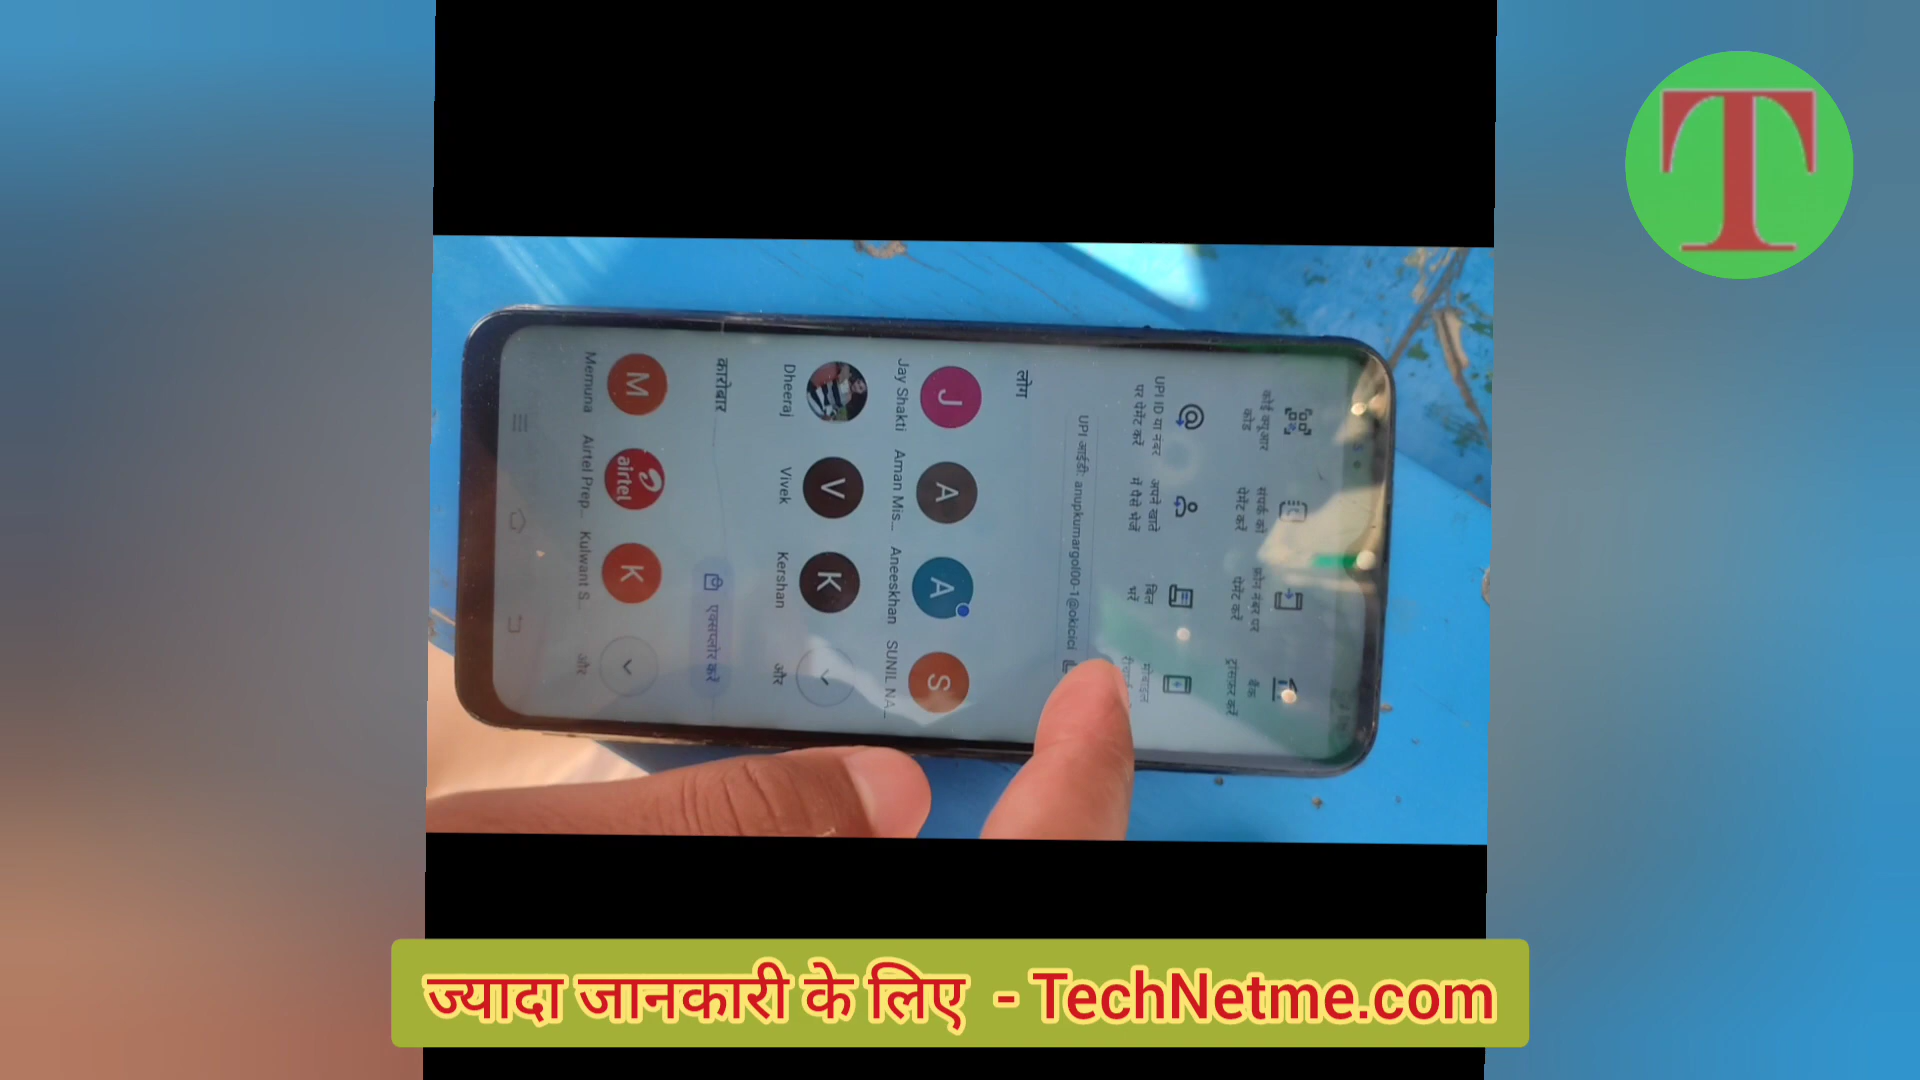 T
कोई क्यूआर
कोड
संपर्क को
पेमेंट करें
फ़ोन नंबर पर
पेमेंट करें
बैंक
ट्रांसफ़र करें
UPI ID या नंबर
पर पेमेंट करें
अपने खाते
में पैसे भेजें
बिल
भरें
मोबाइल
UPI आईडी: anupkumargol00-1@okicici
लोग
J
A
A
S
Jay Shakti
Aman Mis...
Aneeskhan
SUNIL NA...
V
K
Dheeraj
Vivek
Kershan
और
कारोबार
एक्सप्लोर करें
M
airtel
K
Memuna
Airtel Prep...
Kulwant S...
और
ज्यादा जानकारी के लिए - TechNetme.com